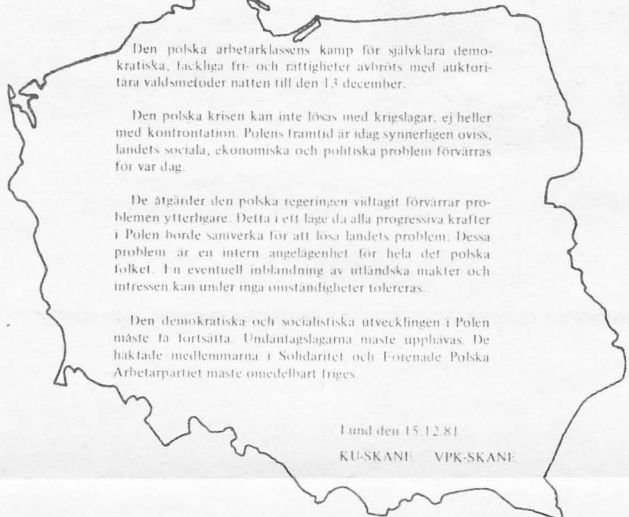 Den polska arbetarklassens kamp för självklara demo-
kratiska, fackliga fri- och rättigheter avbröts med auktori-
tära våldsmetoder natten till den 13 december.
Den polska krisen kan inte lösas med krigslagar, ej heller
med konfrontation. Polens framtid är idag synnerligen oviss,
landets sociala, ekonomiska och politiska problem förvärras
för var dag.
De åtgärder den polska regeringen vidtagit förvärrar pro-
blemen ytterligare. Detta i ett läge då alla progressiva krafter
i Polen borde samverka för att lösa landets problem. Dessa
problem är en intern angelägenhet för hela det polska
folket. En eventuell inblandning av utländska makter och
intressen kan under inga omständigheter tolereras.
Den demokratiska och socialistiska utvecklingen i Polen
måste få fortsätta. Undantagslagarna måste upphävas. De
häktade medlemmarna i Solidaritet och Förenade Polska
Arbetarpartiet måste omedelbart friges.
Lund den 15.12.81
KU-SKÅNE VPK-SKÅNE